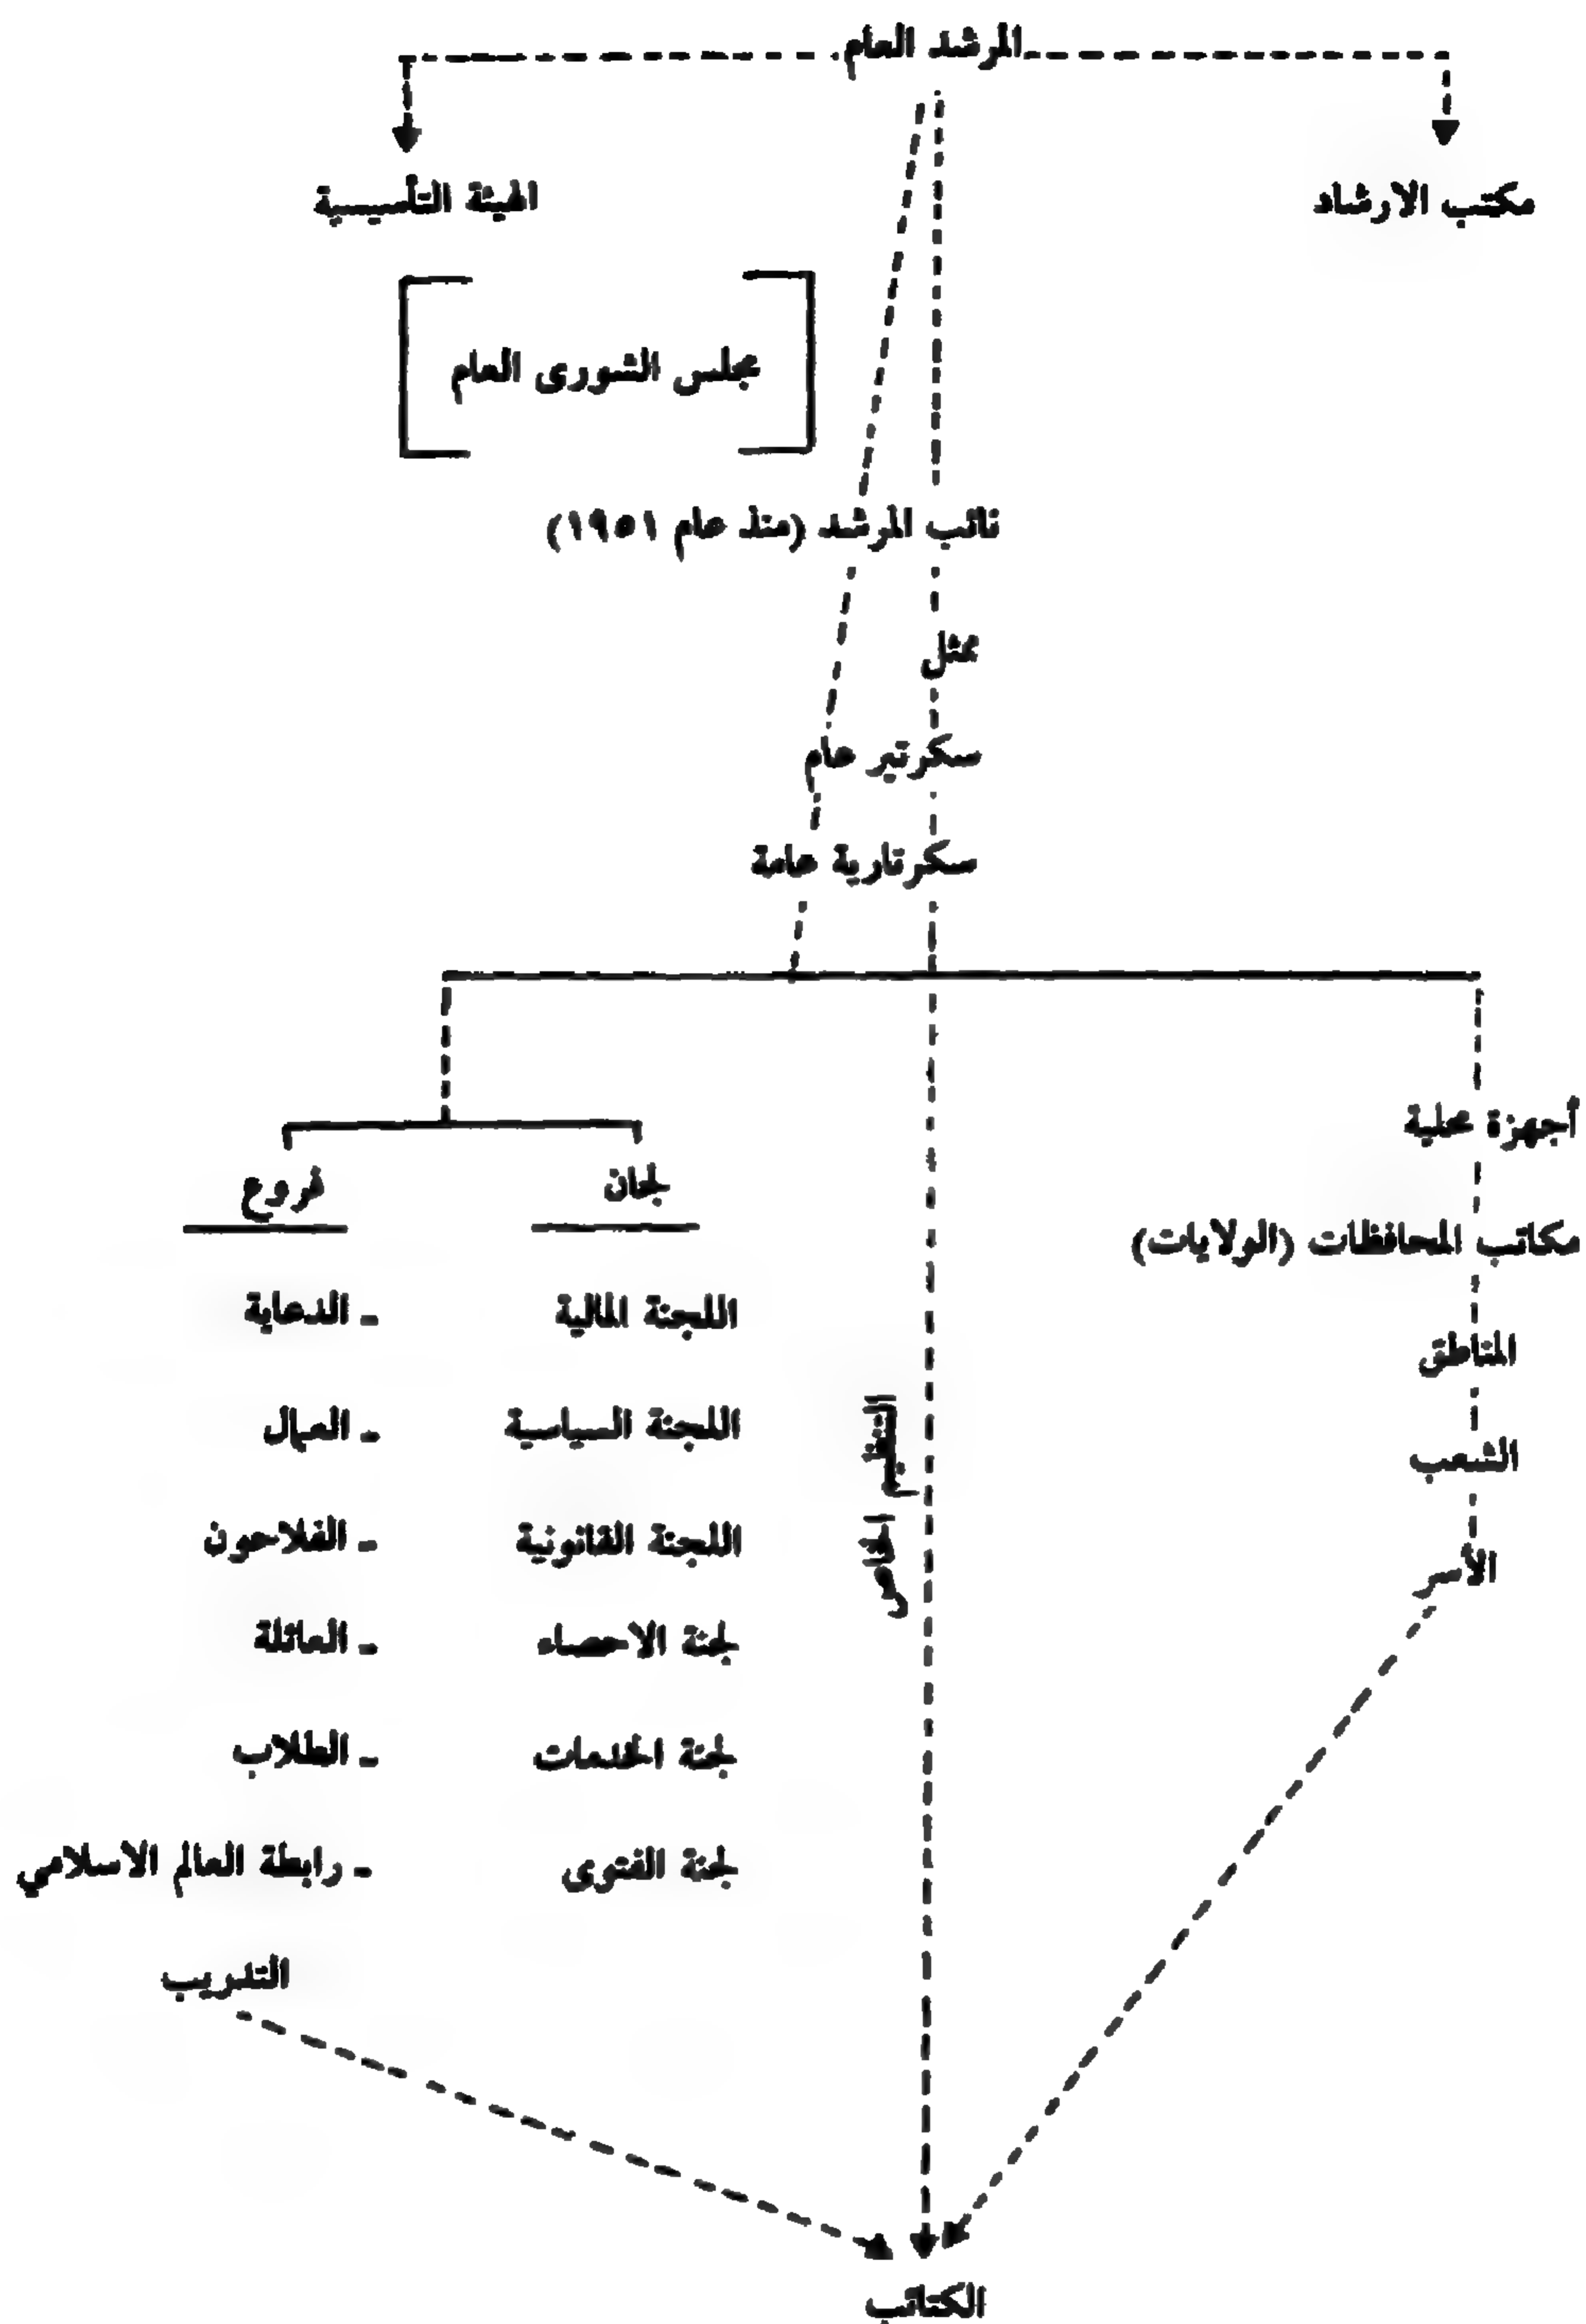 المرشد العام
مكتب الارشاد
الهيئة التأسيسية
مجلس الشورى العام
نائب المرشد (منذ عام ١٩٥١)
ممثل
سكرتير عام
سكرتارية عامة
أجهزة محلية
مكاتب المحافظات (الولايات)
المناطق
الشعب
الأسر
التنظيم الخاص
لجان
اللجنة المالية
اللجنة السياسية
اللجنة القانونية
لجنة الاحصاء
لجنة الخدمات
لجنة الفتوى
فروع
- الدعاية
- العمال
- الفلاحون
- العائلة
- الطلاب
- رابطة العالم الاسلامي
التدريب
الكتائب